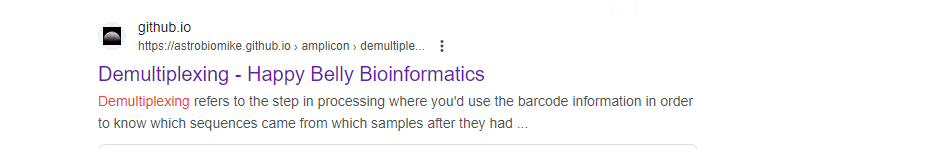 github.io
https://astrobiomike.github.io › amplicon › demultiple...
Demultiplexing - Happy Belly Bioinformatics
Demultiplexing refers to the step in processing where you'd use the barcode information in order
to know which sequences came from which samples after they had ...